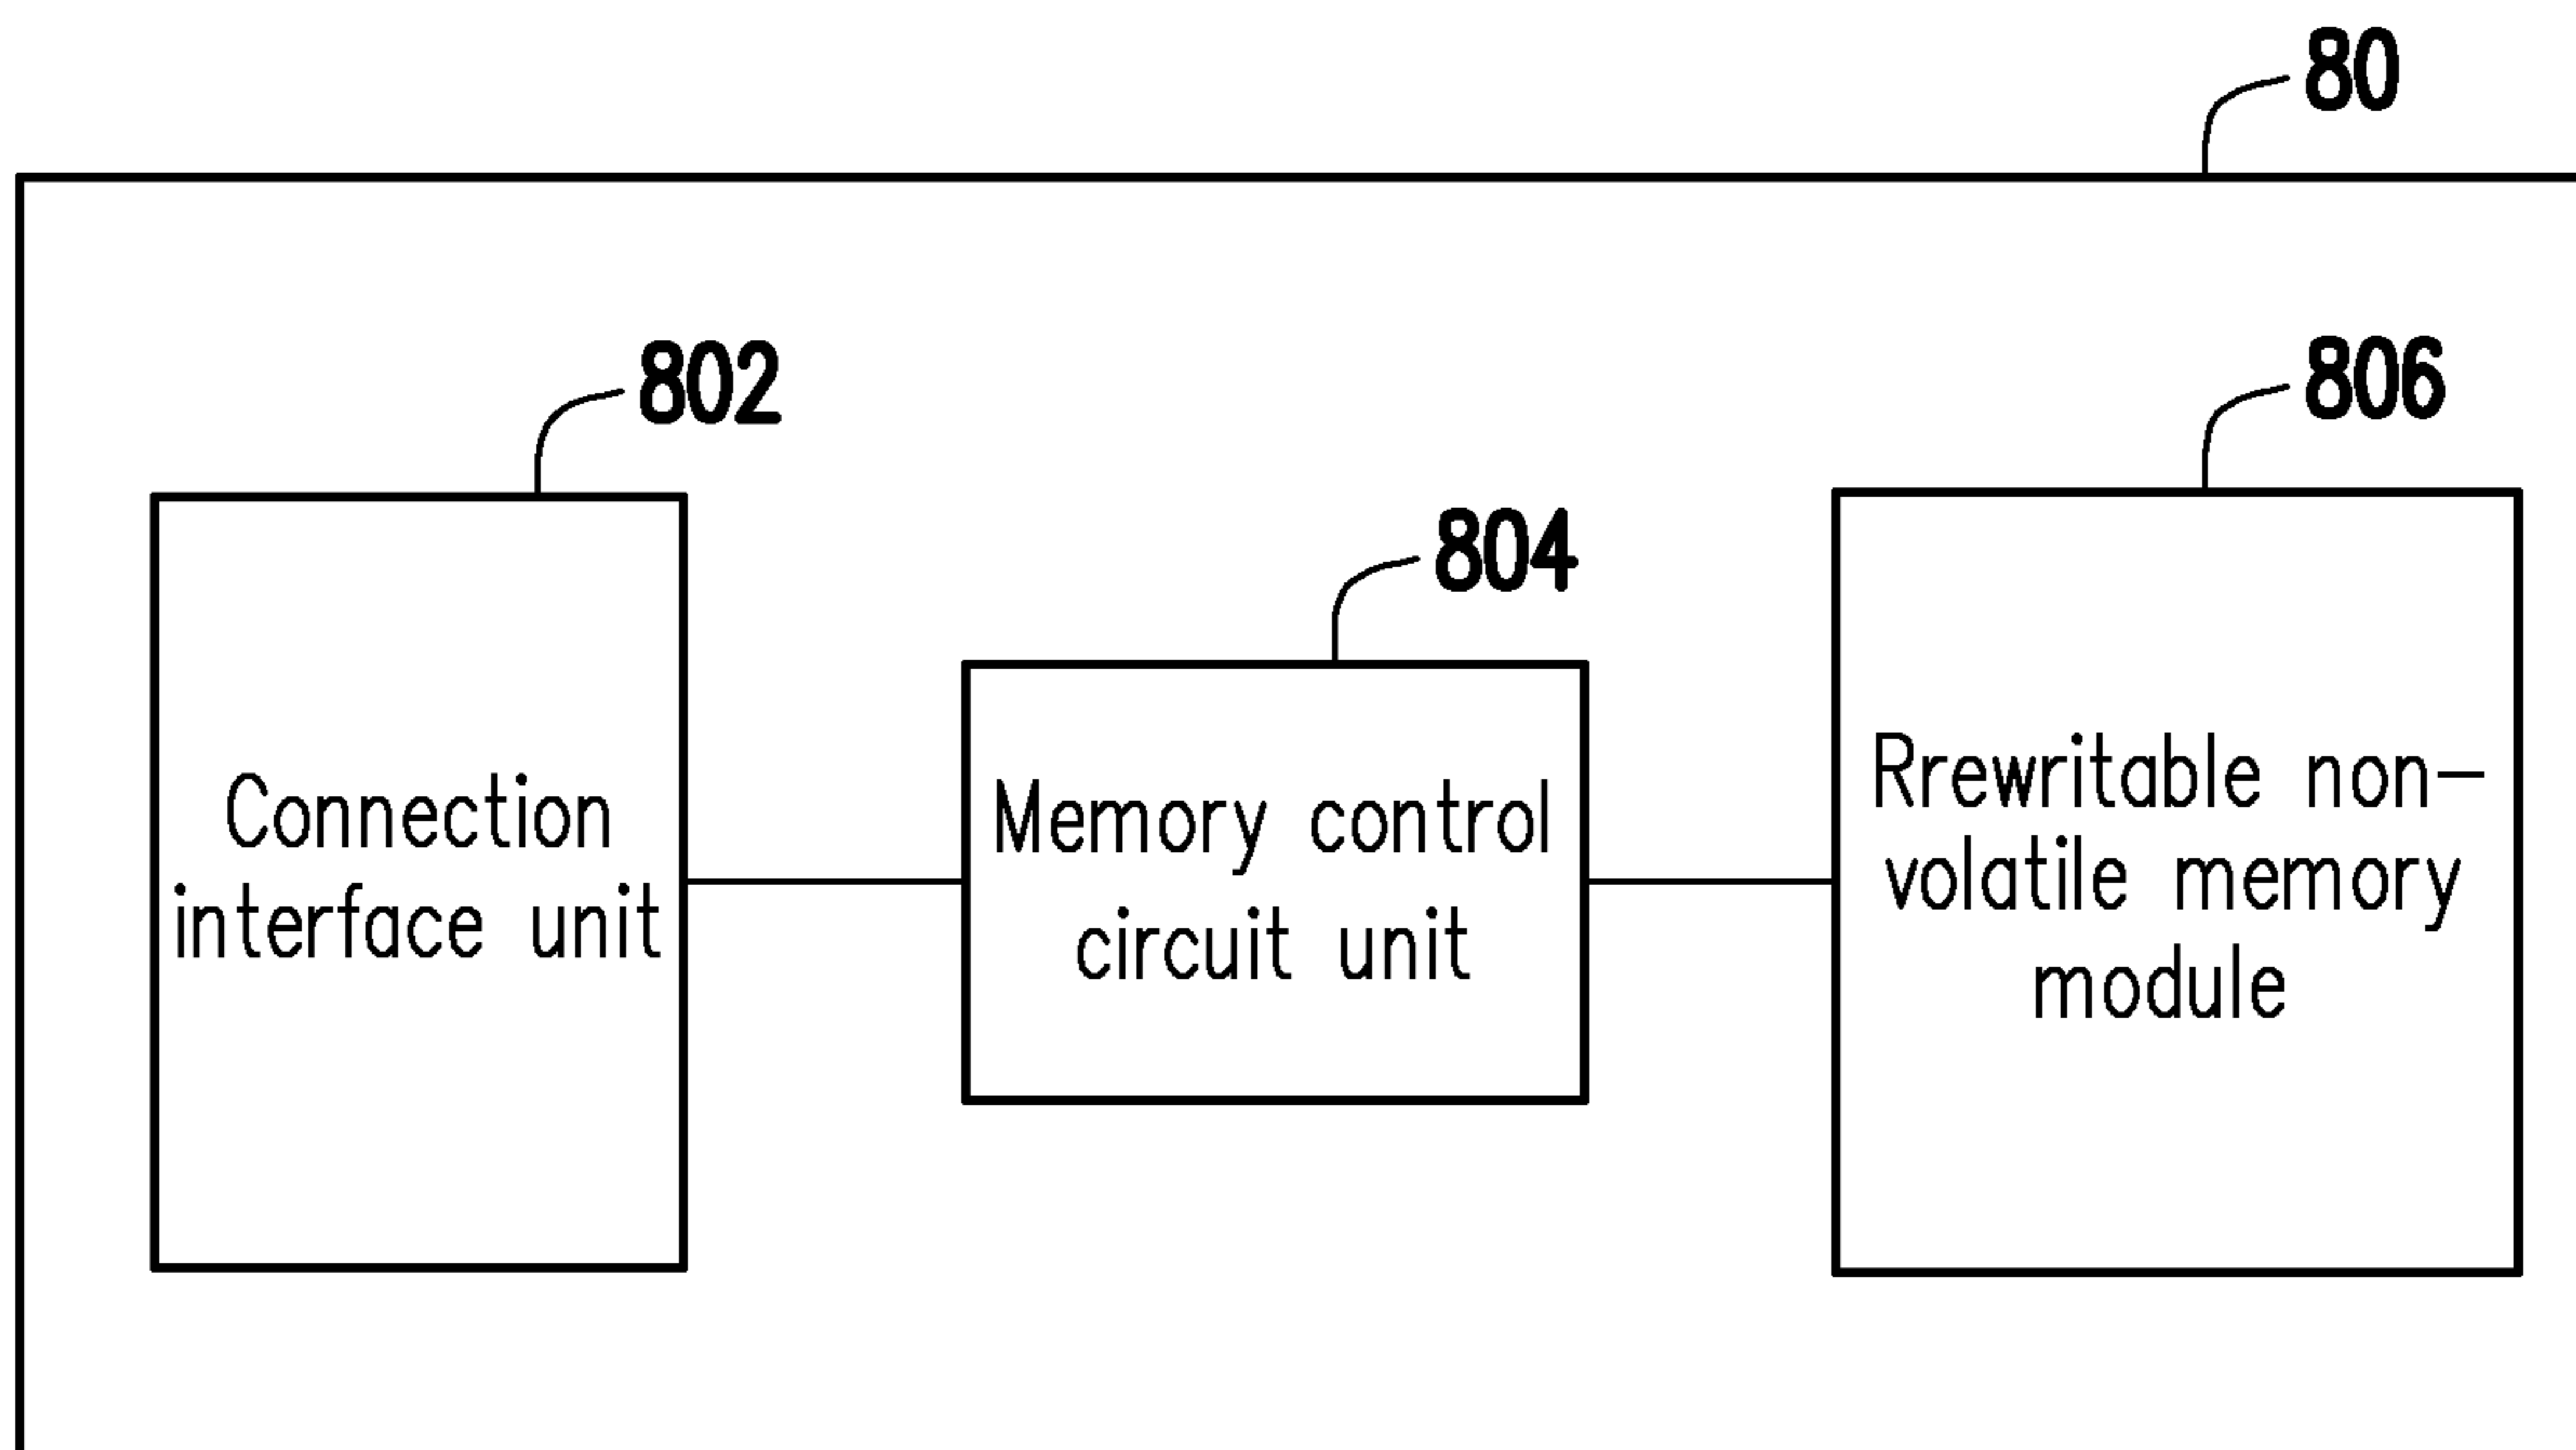 80
802
806
804
Connection
interface unit
Memory control
circuit unit
Rrewritable non-
volatile memory
module